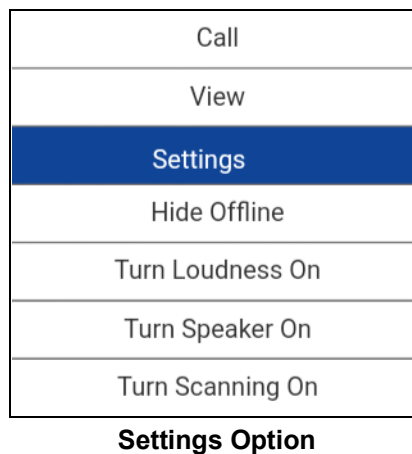 Call
View
Settings
Hide Offline
Turn Loudness On
Turn Speaker On
Turn Scanning On
Settings Option